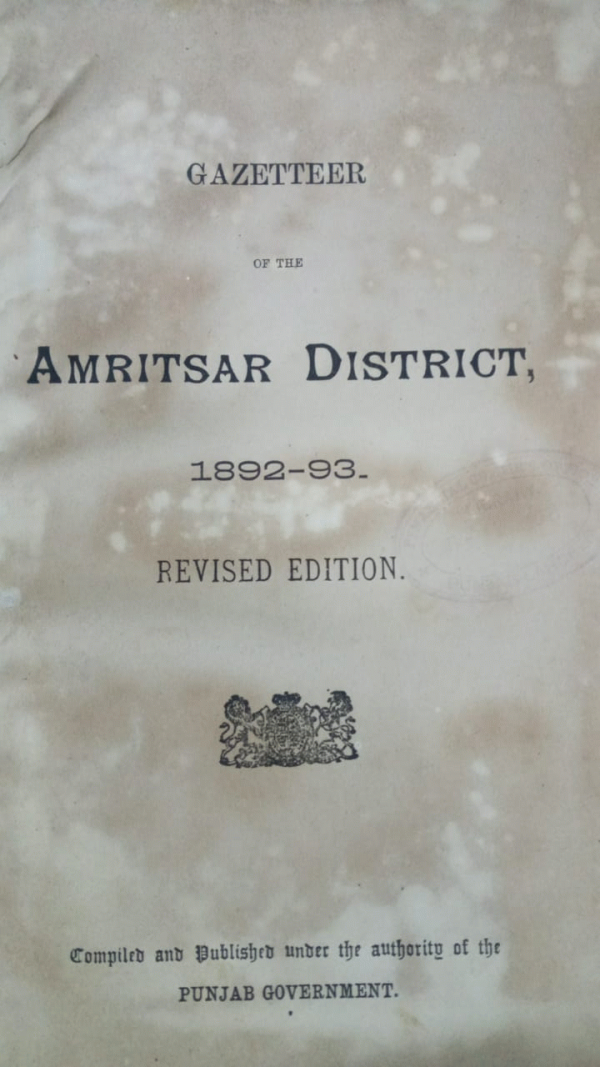 GAZETTEER
OF THE
AMRITSAR DISTRICT,
1892-93.
REVISED EDITION.
Compiled and Published under the authority of the
PUNJAB GOVERNMENT.